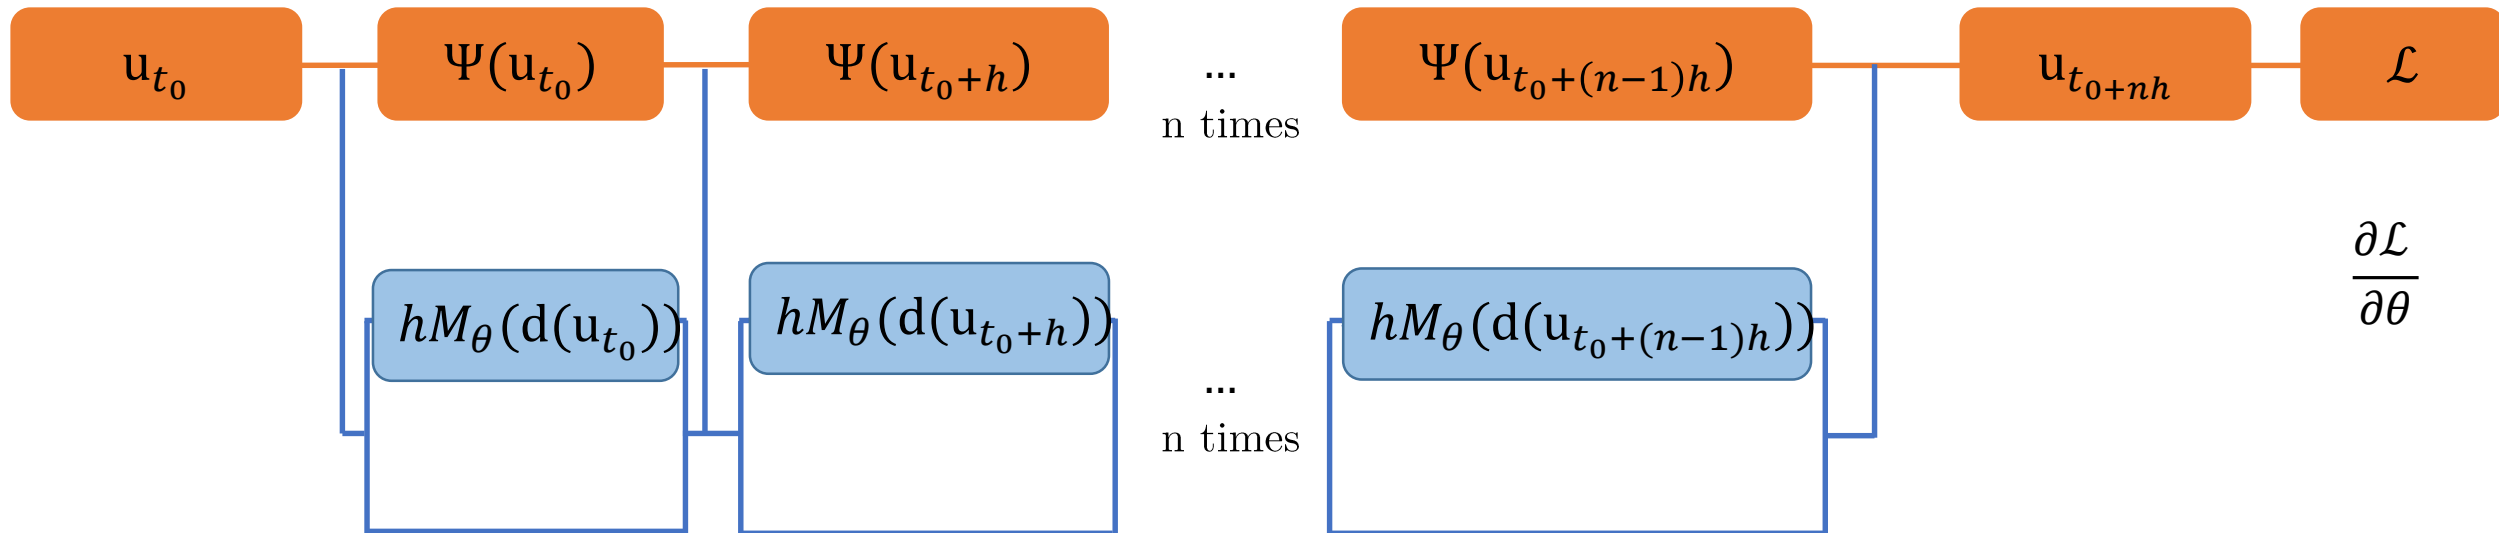 u_{t_0} Ψ(u_{t_0}) Ψ(u_{t_0+h}) ... Ψ(u_{t_0+(n−1)h}) u_{t_0+nh} ℒ
n times
hM_θ(d(u_{t_0})) hM_θ(d(u_{t_0+h})) hM_θ(d(u_{t_0+(n−1)h})) ∂ℒ/∂θ
...
n times